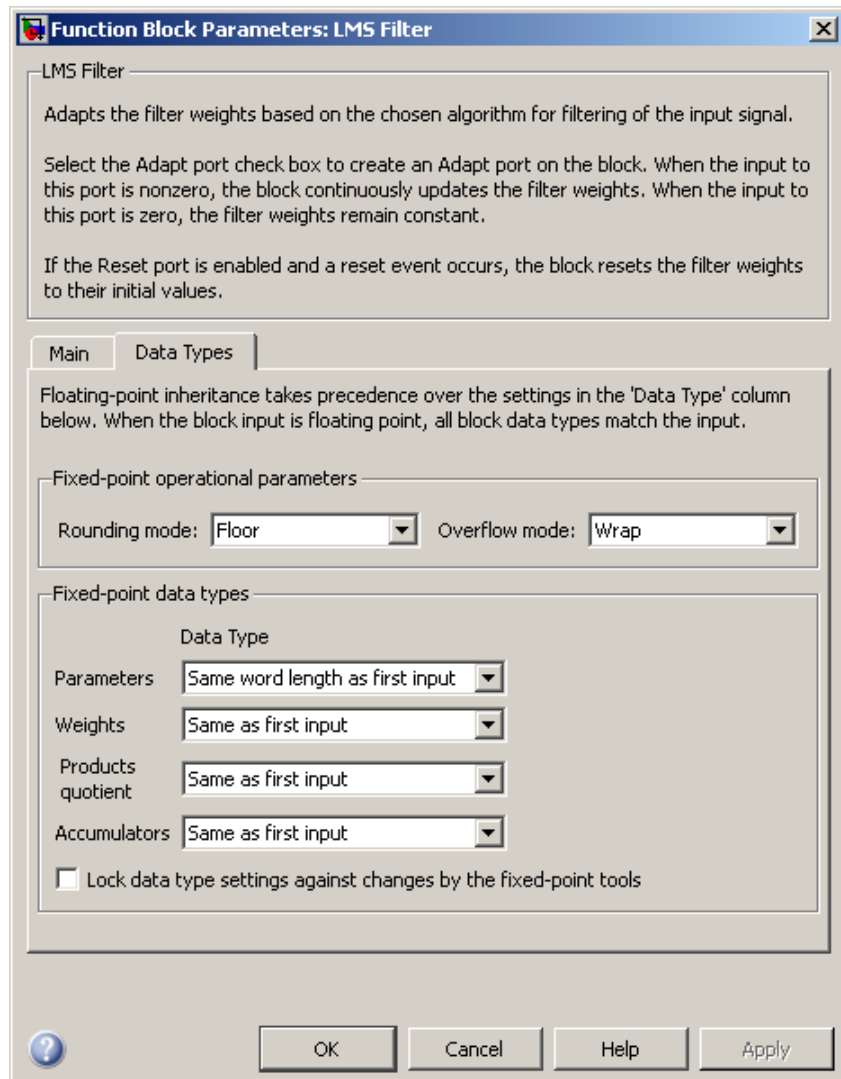 Function Block Parameters: LMS Filter
LMS Filter
Adapts the filter weights based on the chosen algorithm for filtering of the input signal.
Select the Adapt port check box to create an Adapt port on the block. When the input to
this port is nonzero, the block continuously updates the filter weights. When the input to
this port is zero, the filter weights remain constant.
If the Reset port is enabled and a reset event occurs, the block resets the filter weights
to their initial values.
Main Data Types
Floating-point inheritance takes precedence over the settings in the 'Data Type' column
below. When the block input is floating point, all block data types match the input.
Fixed-point operational parameters
Rounding mode: Floor Overflow mode: Wrap
Fixed-point data types
Data Type
Parameters Same word length as first input
Weights Same as first input
Products
quotient Same as first input
Accumulators Same as first input
Lock data type settings against changes by the fixed-point tools
? OK Cancel Help Apply